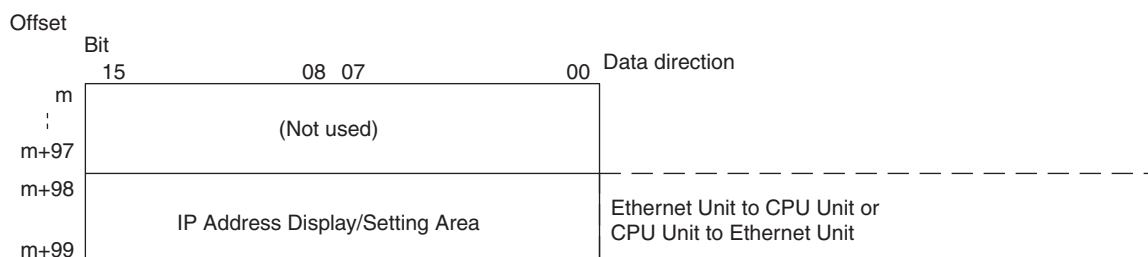 Offset
Bit
15 08 07 00 Data direction
m
(Not used)
m+97
m+98
IP Address Display/Setting Area
Ethernet Unit to CPU Unit or
CPU Unit to Ethernet Unit
m+99